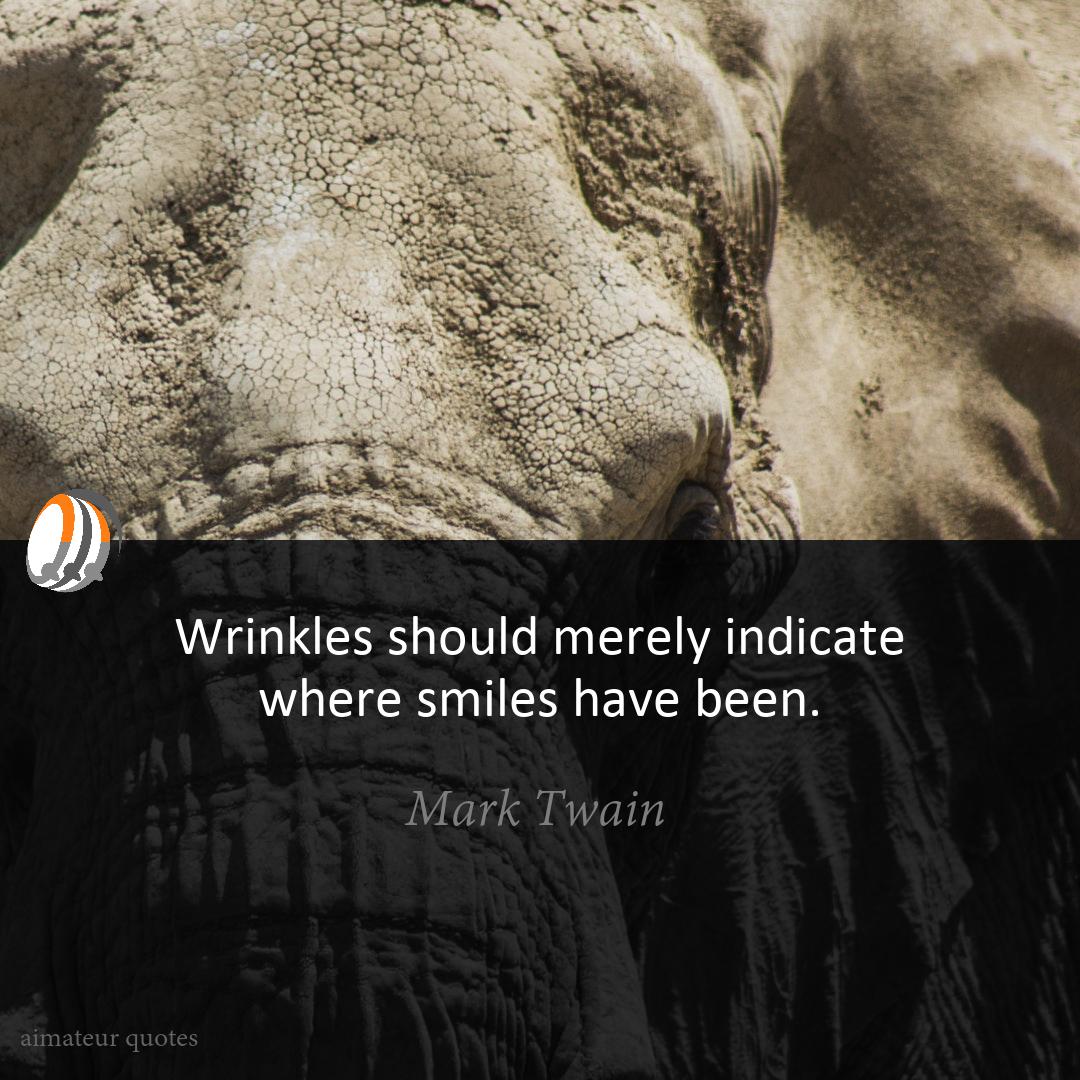 Wrinkles should merely indicate
where smiles have been.
Mark Twain
aimateur quotes